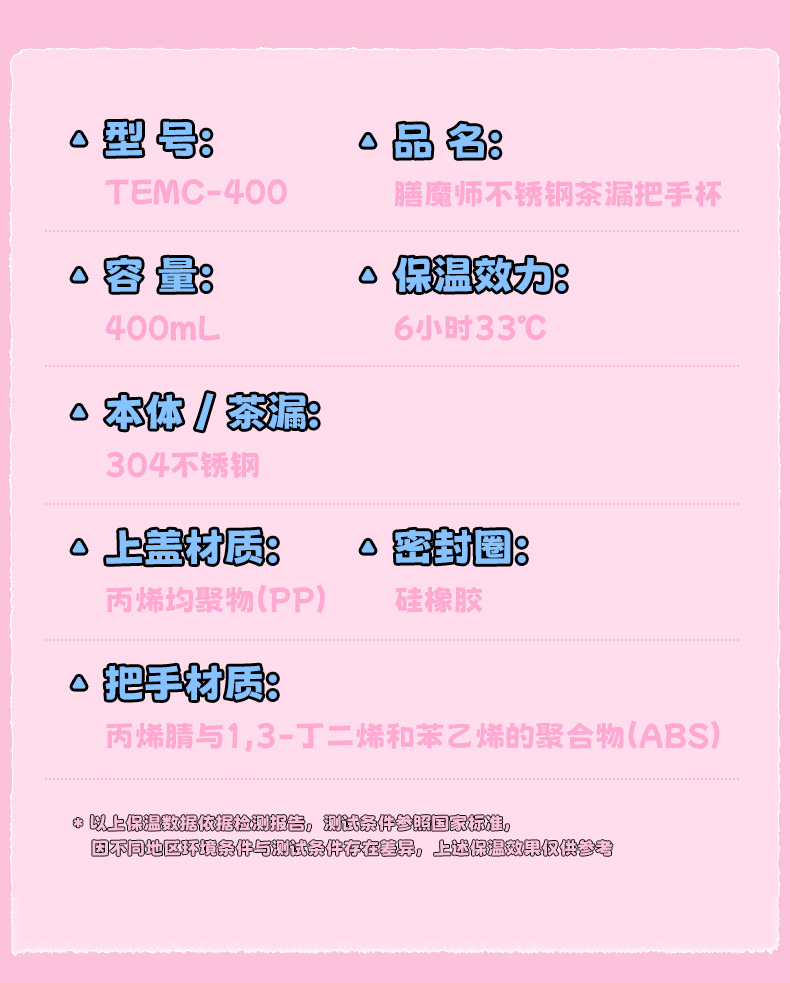 型 号: 品 名:
TEMC-400 膳魔师不锈钢茶漏把手杯
容 量: 保温效力:
400mL 6小时33℃
本体 / 茶漏:
304不锈钢
上盖材质: 密封圈:
丙烯均聚物(PP) 硅橡胶
把手材质:
丙烯腈与1,3-丁二烯和苯乙烯的聚合物(ABS)
* 以上保温数据依据检测报告，测试条件参照国家标准，
因不同地区环境条件与测试条件存在差异，上述保温效果仅供参考